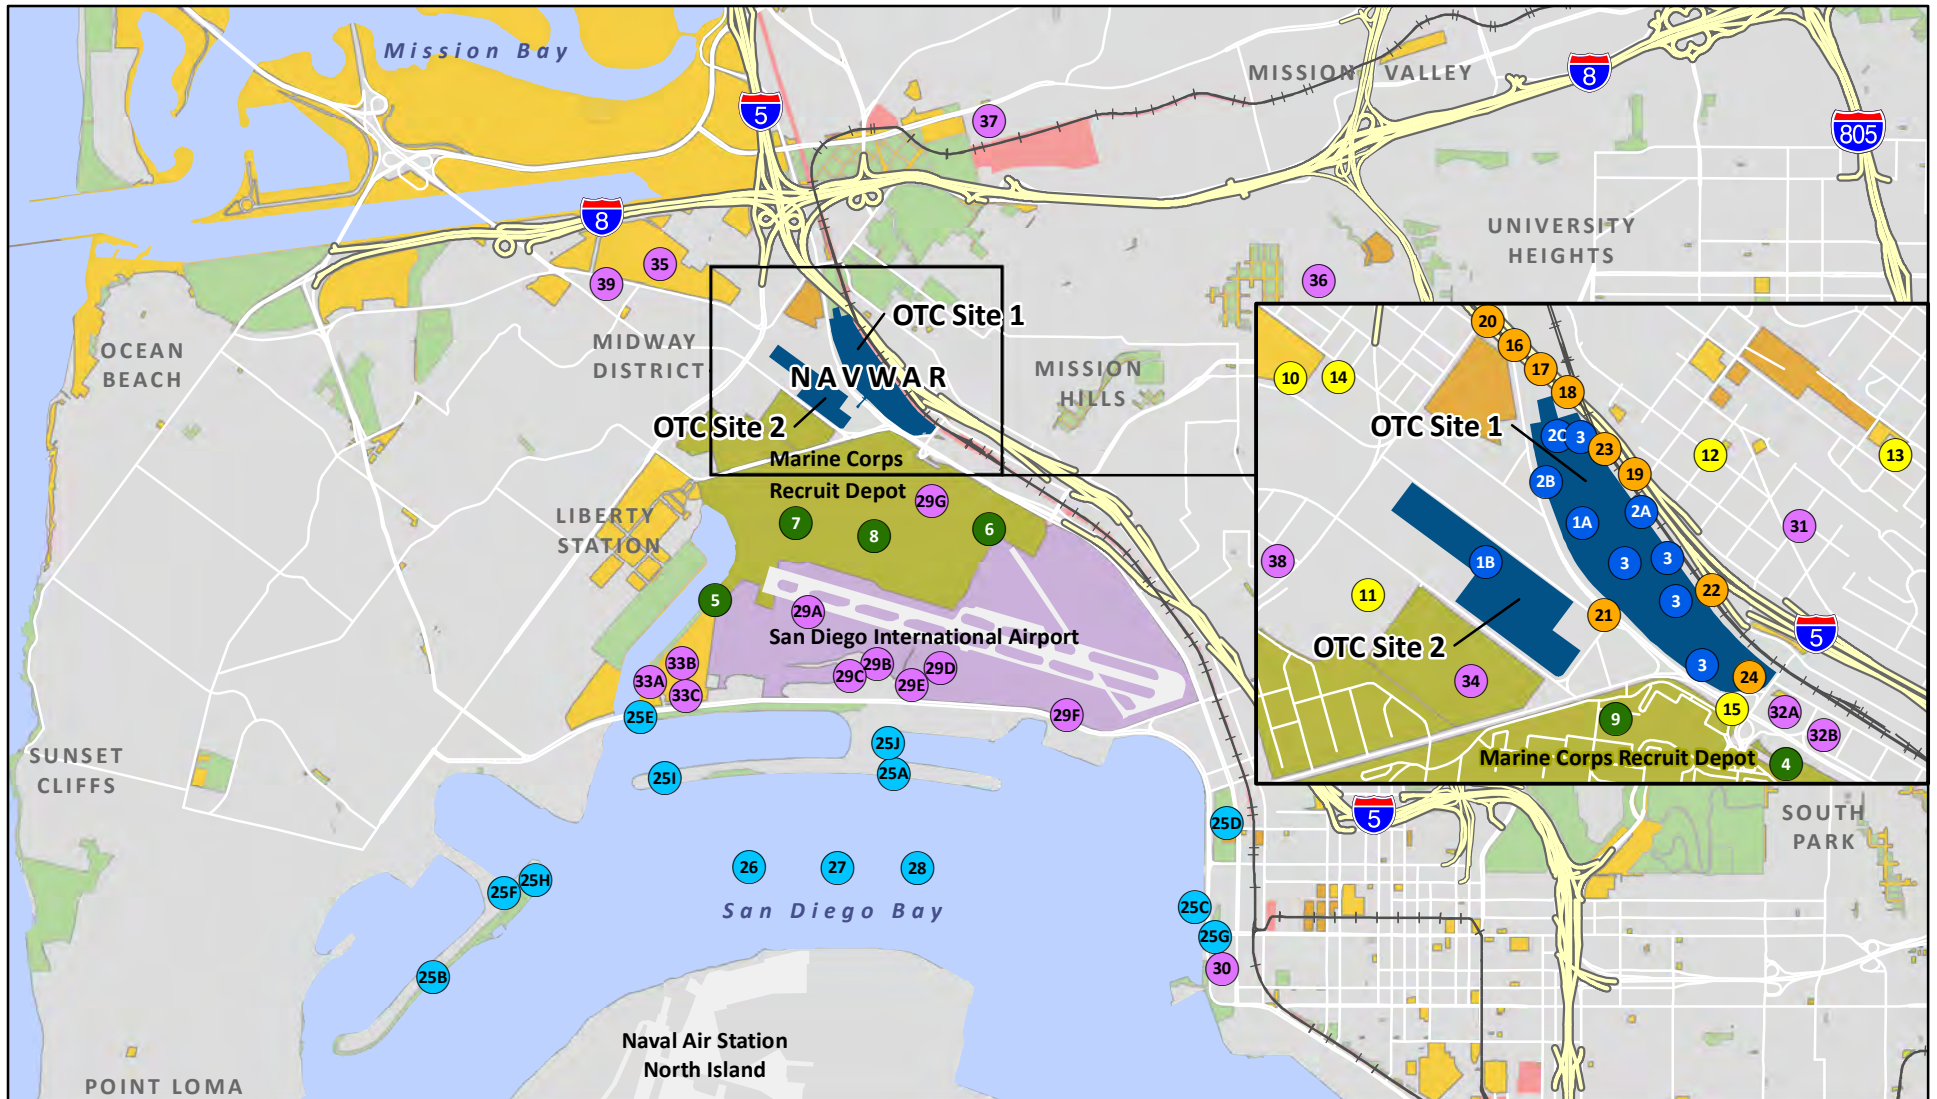 Mission Bay
5
37
MISSION VALLEY
8
805
8
35
39
UNIVERSITY
HEIGHTS
36
OTC Site 1
MIDWAY
DISTRICT
OCEAN
BEACH
NAVWAR
MISSION
HILLS
OTC Site 2
Marine Corps
Recruit Depot
29G
7
8
6
LIBERTY
STATION
5
29A
San Diego International Airport
33B
29B
29D
33A
29C
29E
33C
25E
29F
25J
25I
25A
SUNSET
CLIFFS
25D
26
27
28
25H
25F
San Diego Bay
25C
25G
30
25B
Naval Air Station
North Island
POINT LOMA
20
16
17
10
14
18
OTC Site 1
2C
3
23
12
13
19
2B
2A
1A
31
38
1B
3
3
11
22
3
21
5
OTC Site 2
3
24
34
15
32A
9
32B
Marine Corps Recruit Depot
4
5
SOUTH
PARK